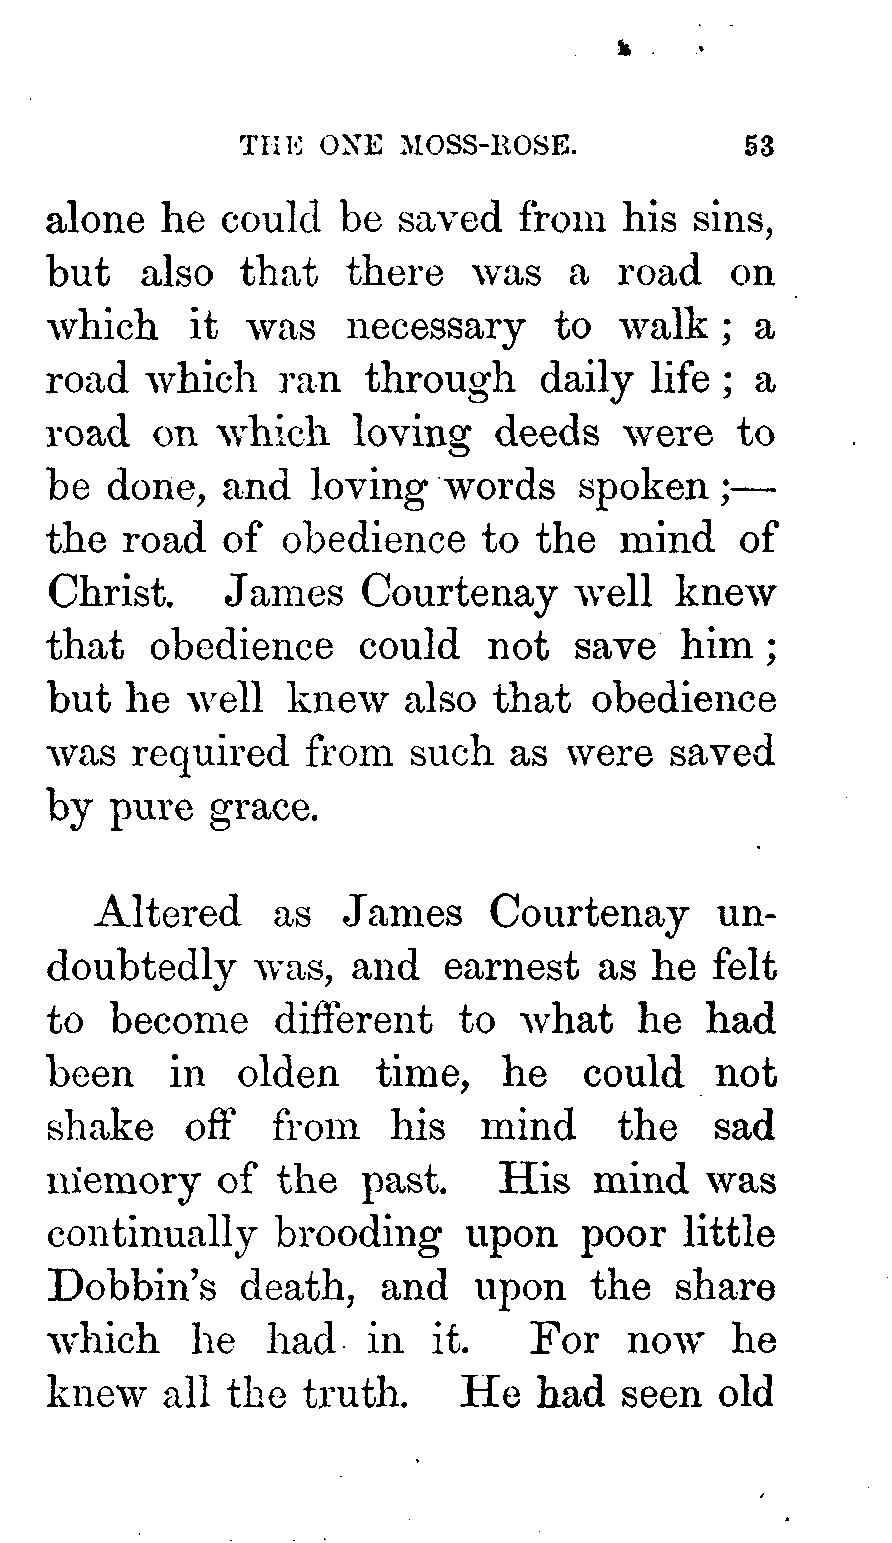 THE ONE MOSS-ROSE. 53
alone he could be saved from his sins,
but also that there was a road on
which it was necessary to walk ; a
road which ran through daily life ; a
road on which loving deeds were to
be done, and loving words spoken ;—
the road of obedience to the mind of
Christ. James Courtenay well knew
that obedience could not save him ;
but he well knew also that obedience
was required from such as were saved
by pure grace.
Altered as James Courtenay un-
doubtedly was, and earnest as he felt
to become different to what he had
been in olden time, he could not
shake off from his mind the sad
memory of the past. His mind was
continually brooding upon poor little
Dobbin's death, and upon the share
which he had in it. For now he
knew all the truth. He had seen old